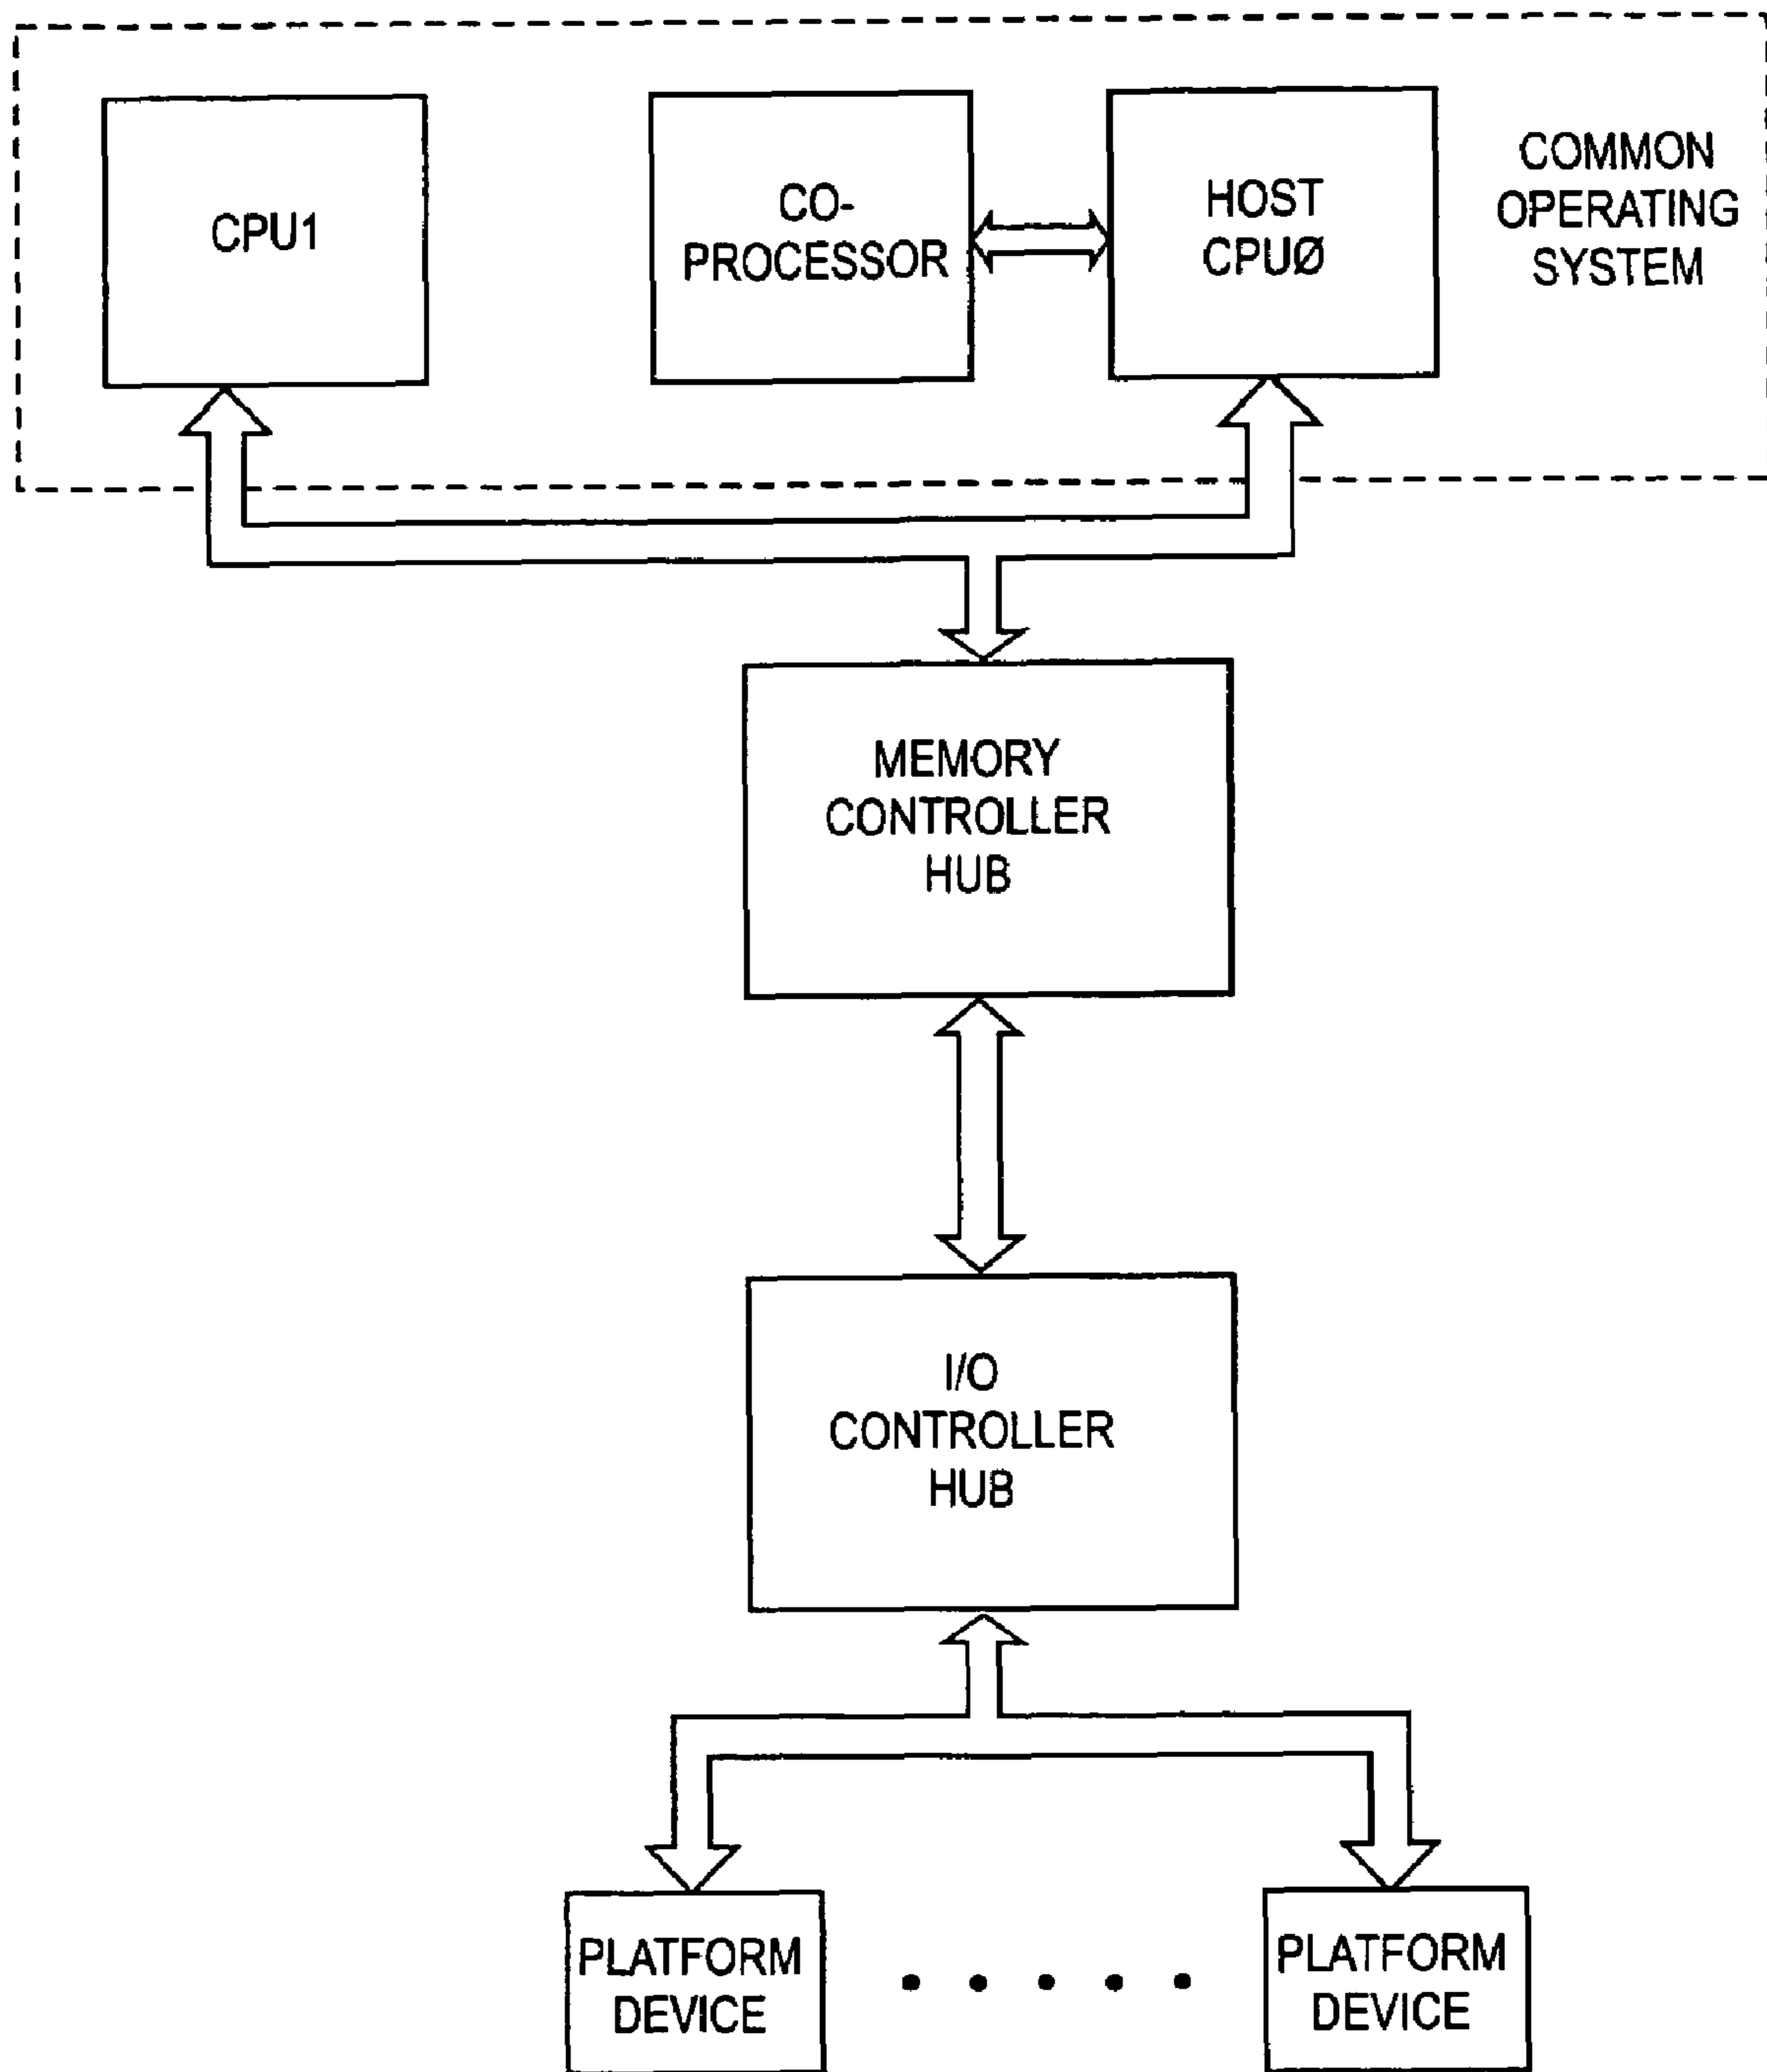 CPU1
CO-
PROCESSOR
HOST
CPUØ
COMMON
OPERATING
SYSTEM
MEMORY
CONTROLLER
HUB
I/O
CONTROLLER
HUB
PLATFORM
DEVICE
PLATFORM
DEVICE